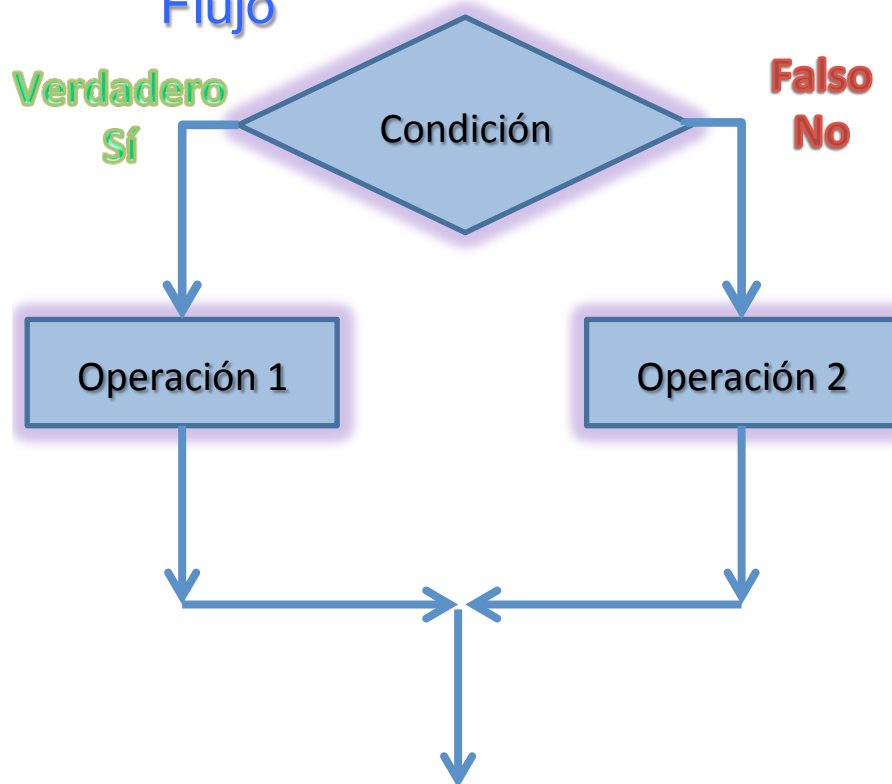 Flujo
Verdadero
Sí
Condición
Falso
No
Operación 1
Operación 2